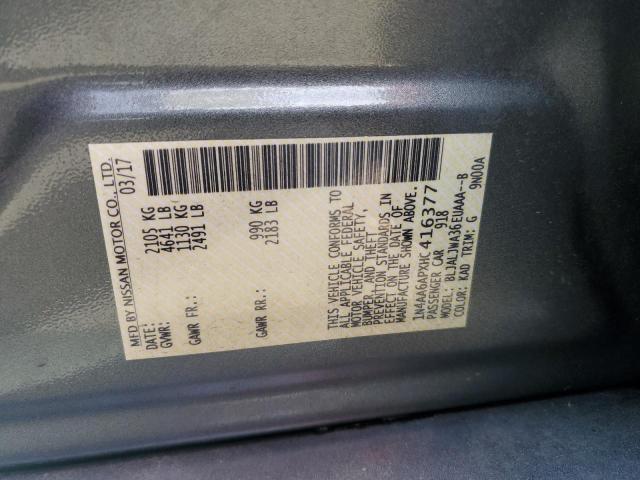 MFD BY NISSAN MOTOR CO., LTD.
DATE: 03/17
GVWR: 2105 KG
4641 LB
GAWR FR: 1130 KG
2491 LB
GAWR RR: 990 KG
2183 LB
THIS VEHICLE CONFORMS TO
ALL APPLICABLE FEDERAL
MOTOR VEHICLE SAFETY,
BUMPER, AND THEFT
PREVENTION STANDARDS IN
EFFECT ON THE DATE OF
MANUFACTURE SHOWN ABOVE.
1N4AA6APXHC416377
PASSENGER CAR 918
MODEL: BLJALJWA36EUAAA--B
COLOR: KAD TRIM: G 9N00A